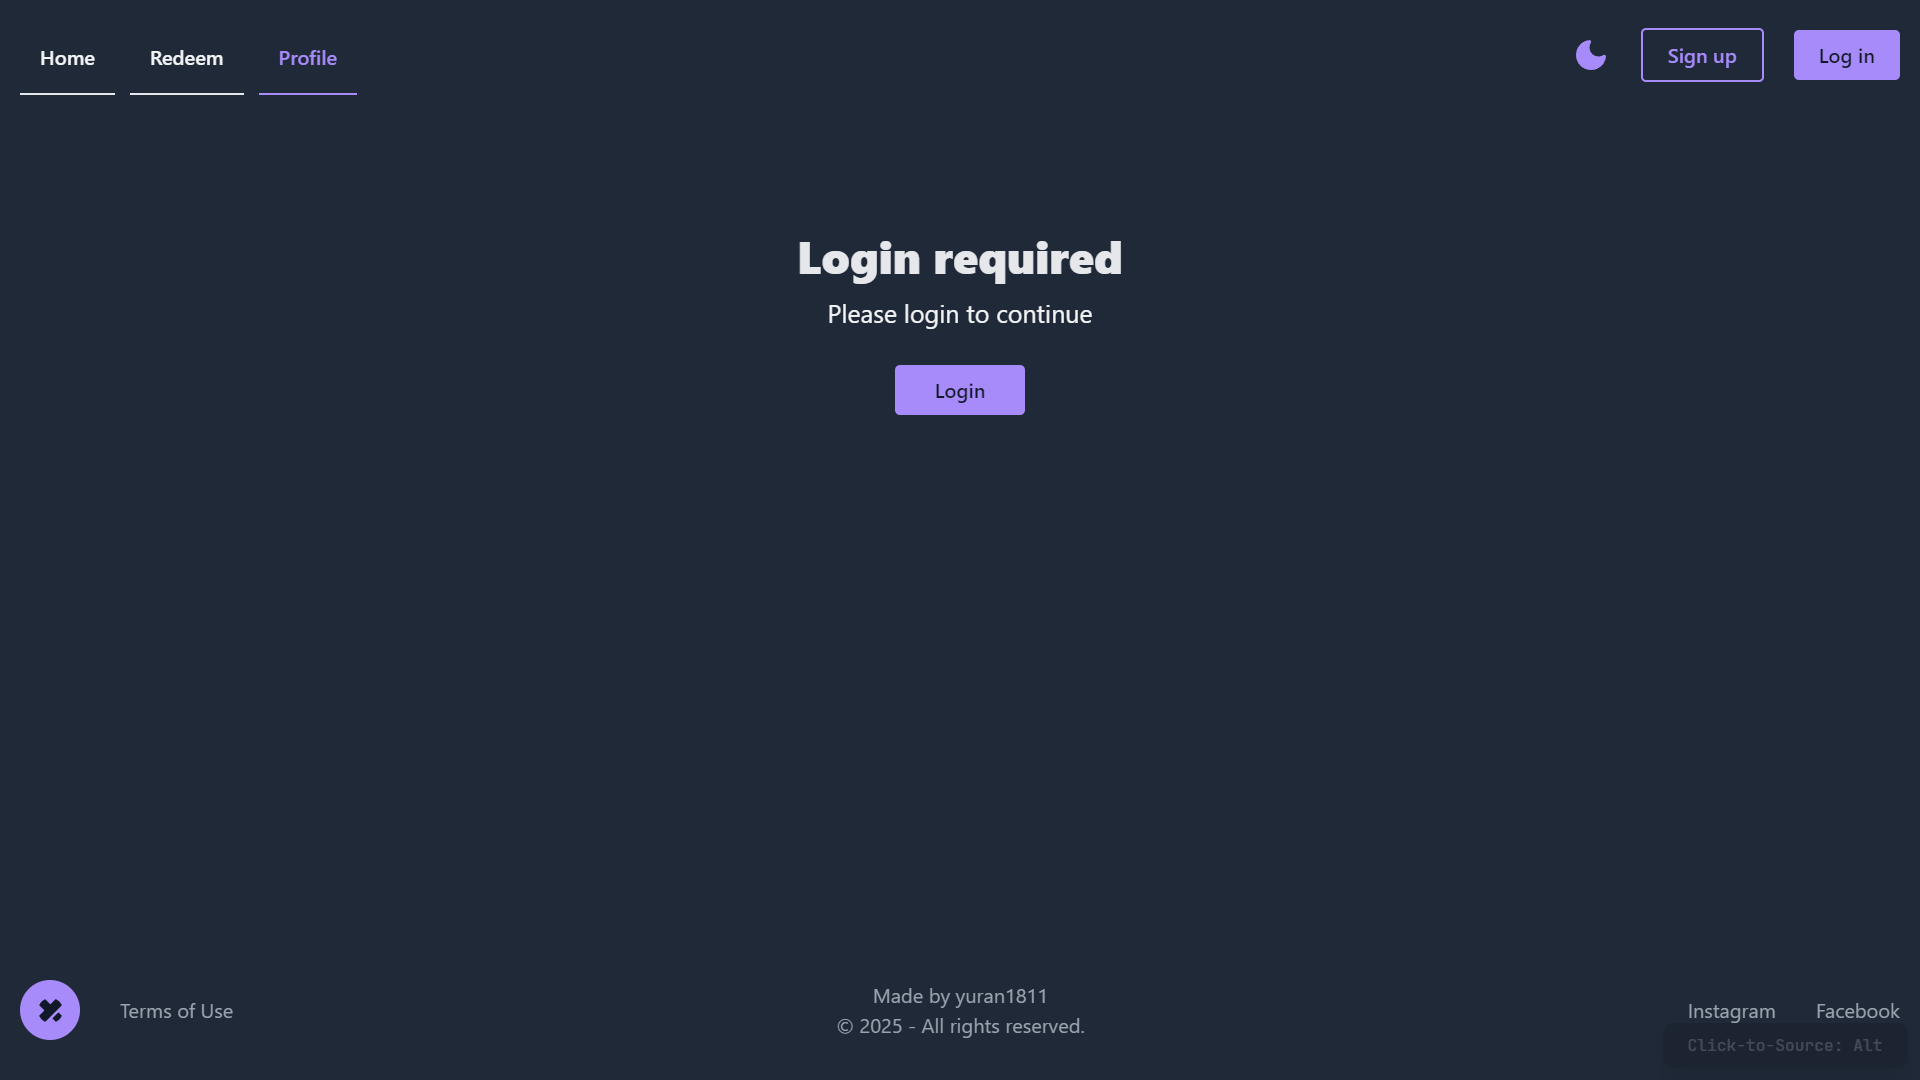 Home
Redeem
Profile
Sign up
Log in
Login required
Please login to continue
Login
Terms of Use
Made by yuran1811
© 2025 - All rights reserved.
Instagram
Facebook
Click-to-Source: Alt